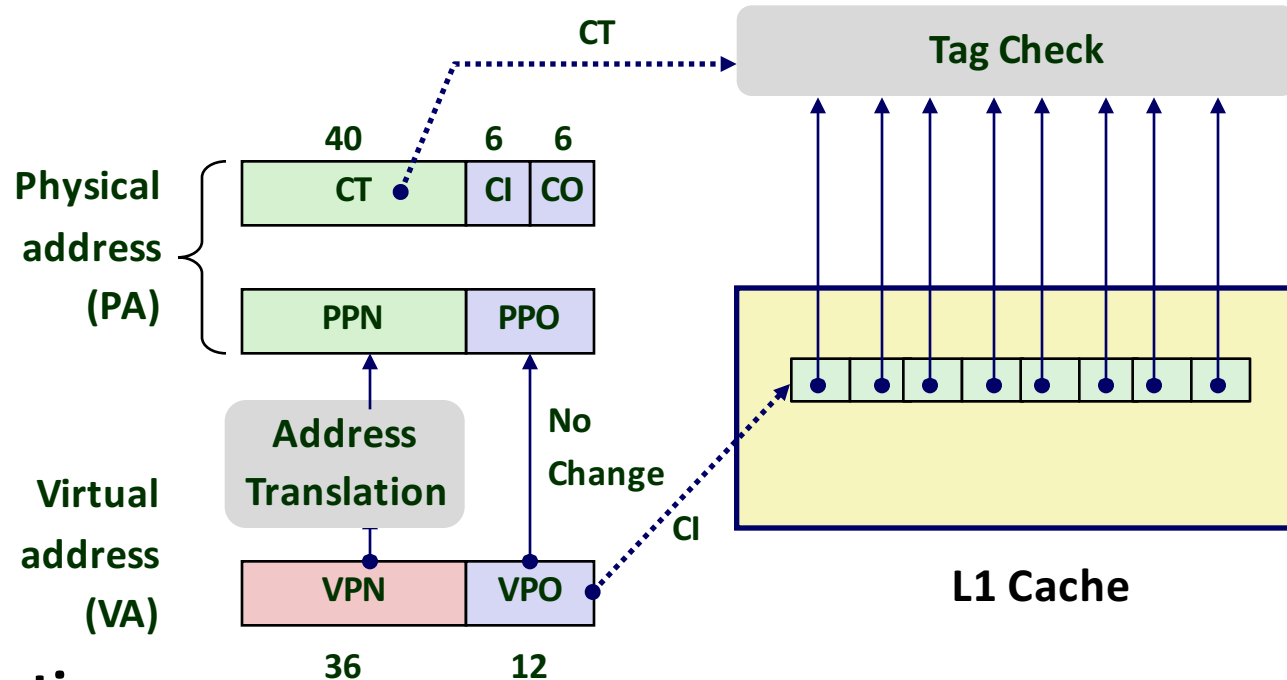 CT
Tag Check
40 6 6
Physical
address
(PA)
CT CI CO
PPN PPO
Address
Translation
No
Change
CI
Virtual
address
(VA)
VPN VPO
L1 Cache
36 12